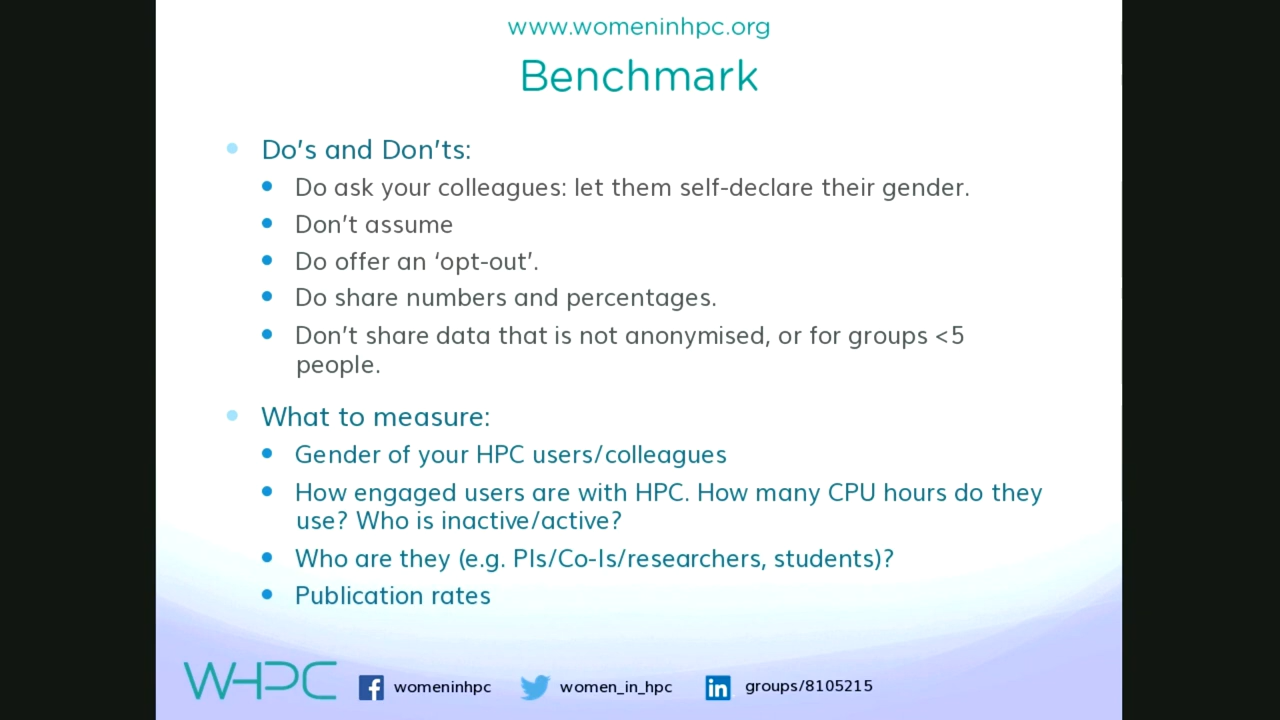 www.womeninhpc.org
Benchmark
Do's and Don'ts:
Do ask your colleagues: let them self-declare their gender.
Don't assume
Do offer an ‘opt-out’.
Do share numbers and percentages.
Don't share data that is not anonymised, or for groups <5
people.
What to measure:
Gender of your HPC users/colleagues
How engaged users are with HPC. How many CPU hours do they
use? Who is inactive/active?
Who are they (e.g. PIs/Co-Is/researchers, students)?
Publication rates
WHPC
womeninhpc
women_in_hpc
groups/8105215